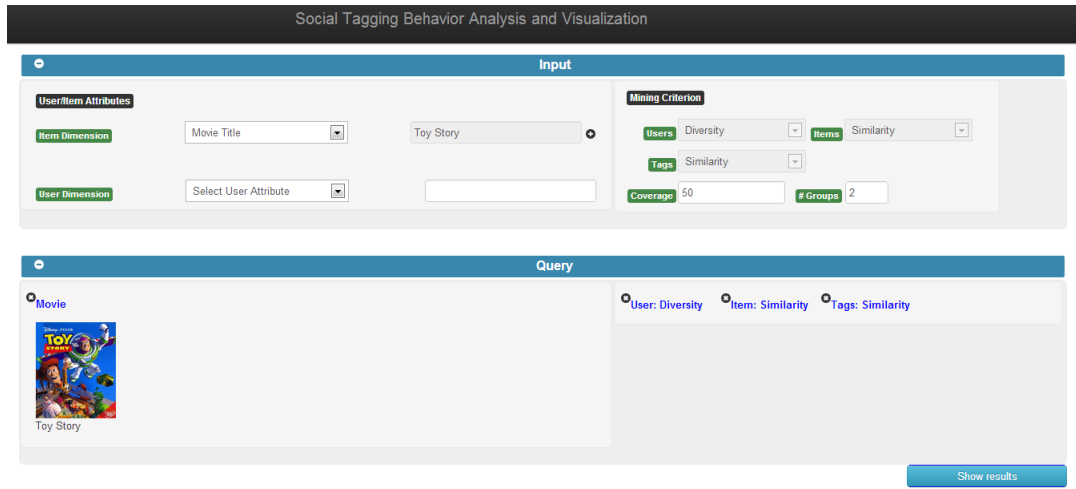 Social Tagging Behavior Analysis and Visualization
Input
User/Item Attributes
Item Dimension
Movie Title
Toy Story
User Dimension
Select User Attribute
Mining Criterion
Users
Diversity
Items
Similarity
Tags
Similarity
Coverage
50
# Groups
2
Query
Movie
TOY
STORY
Toy Story
User: Diversity
Item: Similarity
Tags: Similarity
Show results